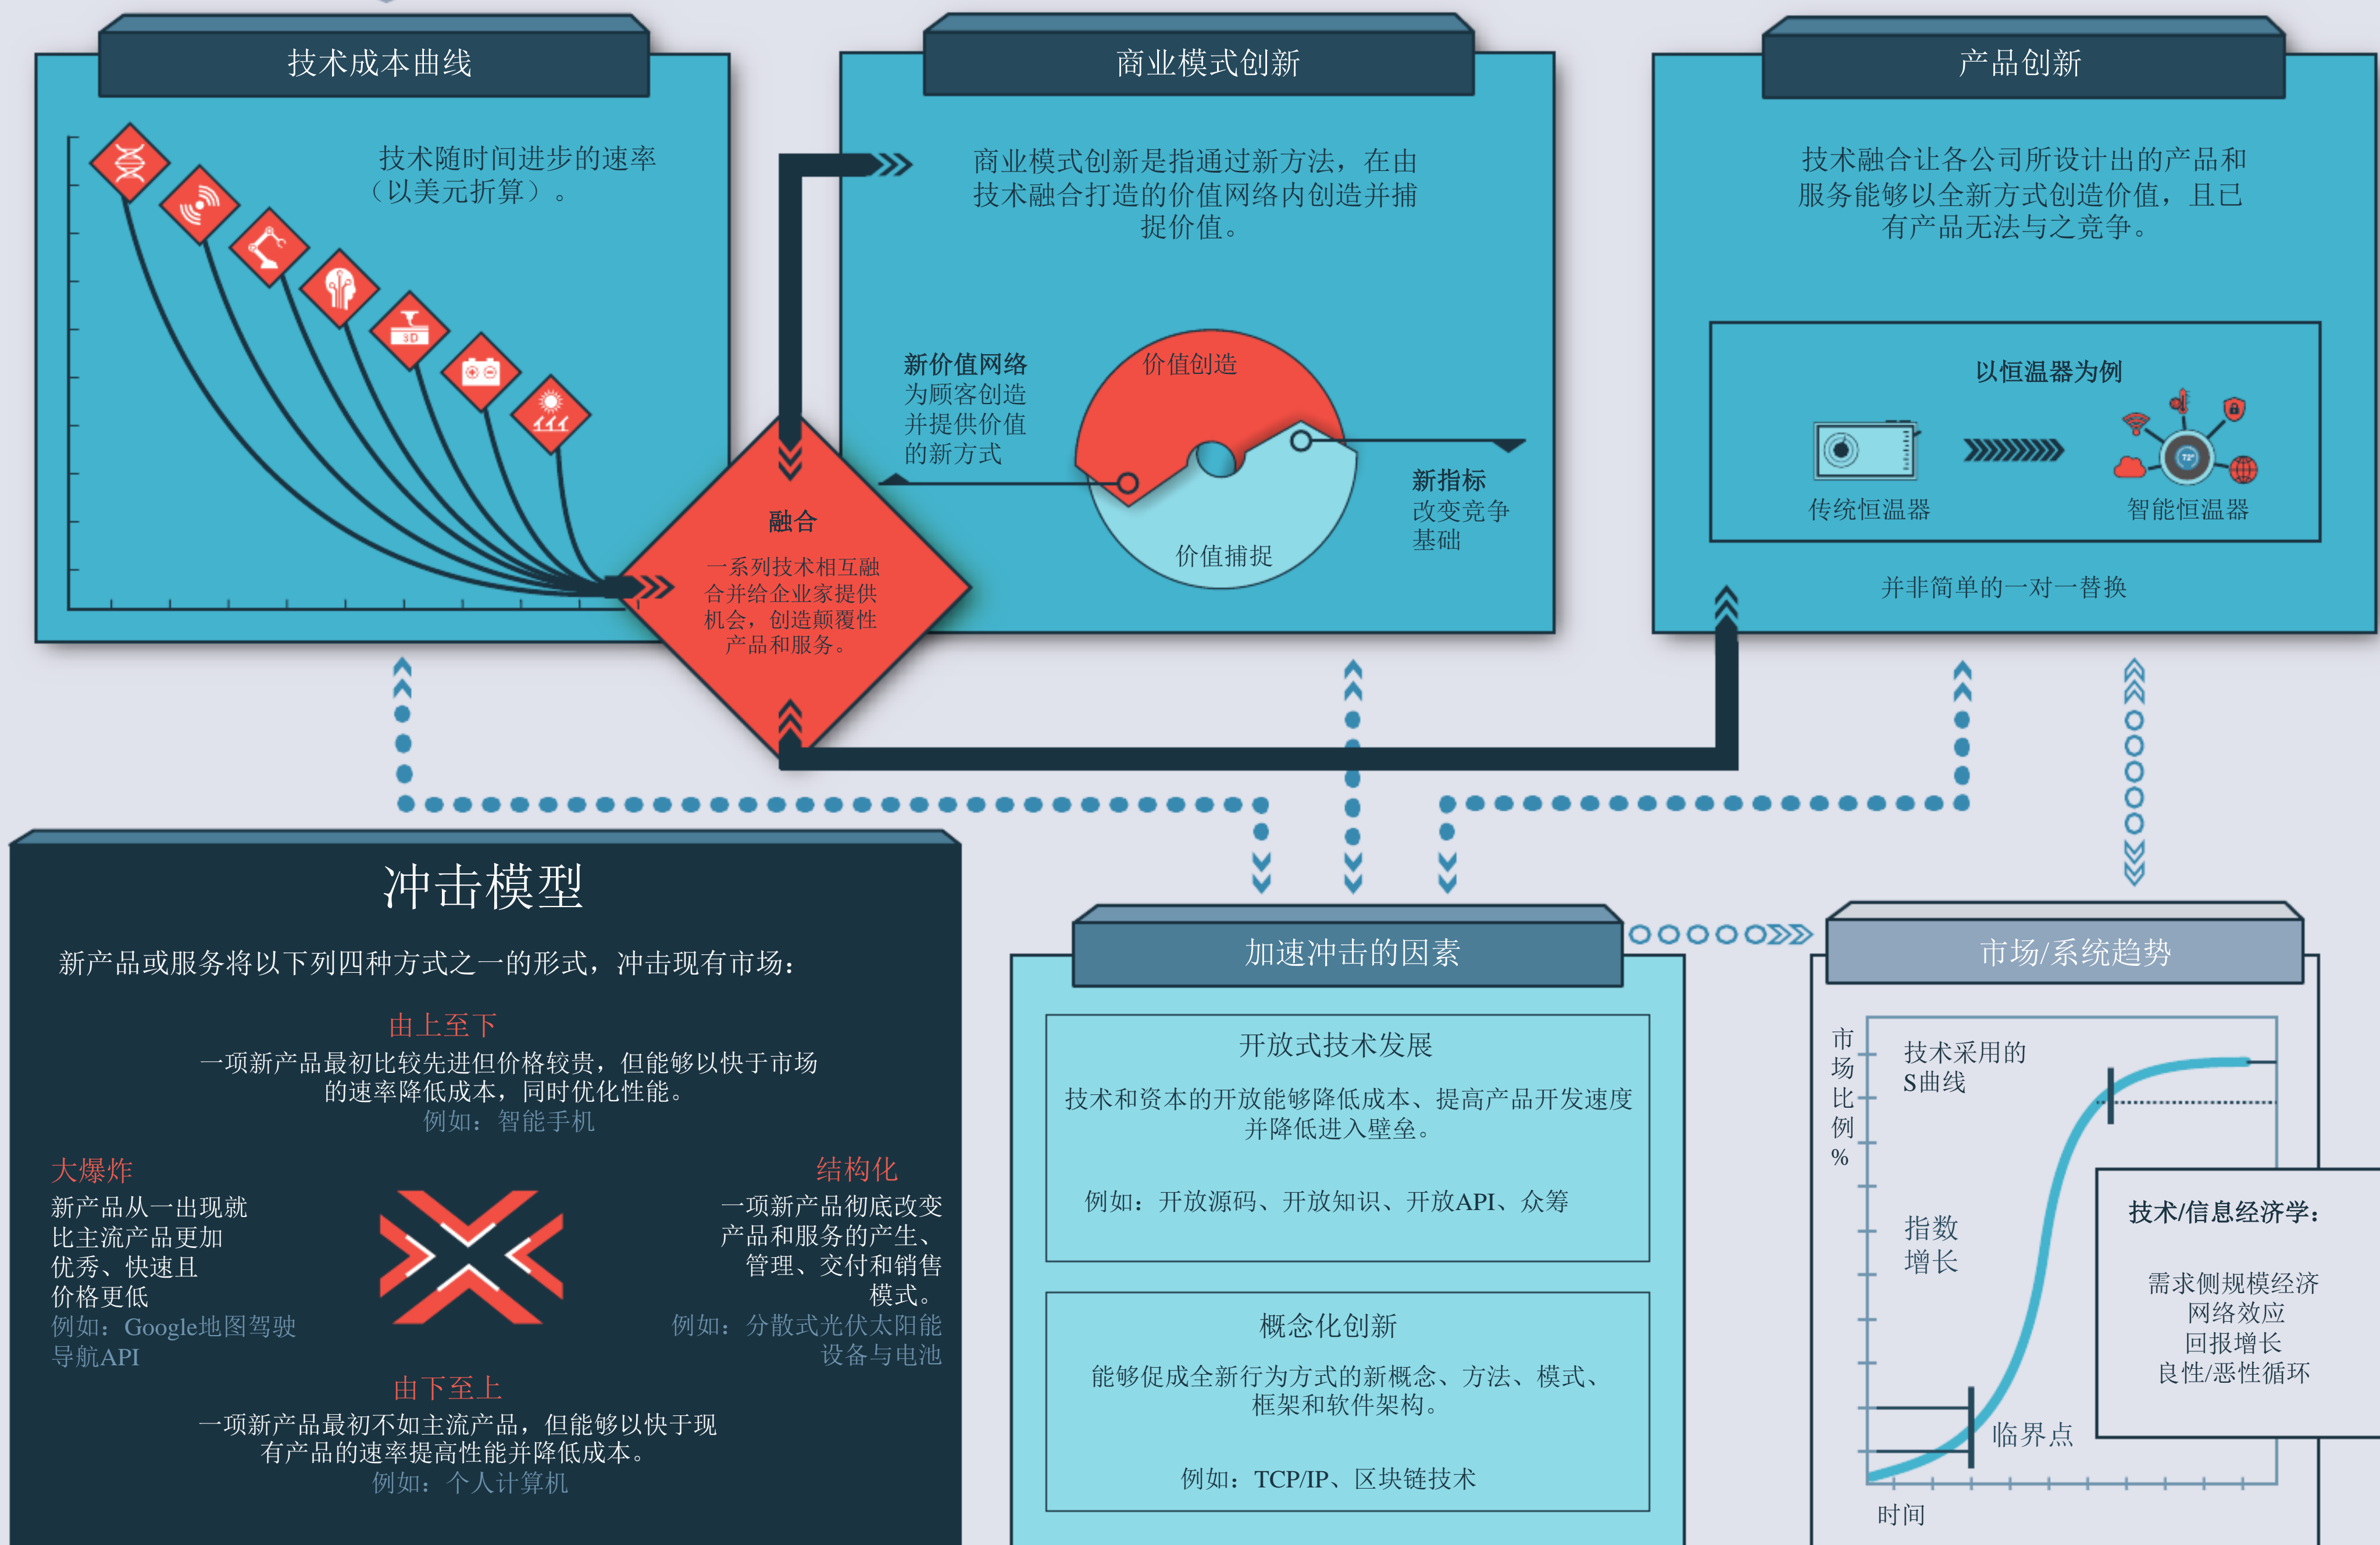 技术成本曲线
技术随时间进步的速率
（以美元折算）。
3D
融合
一系列技术相互融
合并给企业家提供
机会，创造颠覆性
产品和服务。
商业模式创新
商业模式创新是指通过新方法，在由
技术融合打造的价值网络内创造并捕
捉价值。
新价值网络
为顾客创造
并提供价值
的新方式
价值创造
价值捕捉
新指标
改变竞争
基础
产品创新
技术融合让各公司所设计出的产品和
服务能够以全新方式创造价值，且已
有产品无法与之竞争。
以恒温器为例
72°
传统恒温器
智能恒温器
并非简单的一对一替换
冲击模型
新产品或服务将以下列四种方式之一的形式，冲击现有市场：
由上至下
一项新产品最初比较先进但价格较贵，但能够以快于市场
的速率降低成本，同时优化性能。
例如：智能手机
大爆炸
新产品从一出现就
比主流产品更加
优秀、快速且
价格更低
例如：Google地图驾驶
导航API
结构化
一项新产品彻底改变
产品和服务的产生、
管理、交付和销售
模式。
例如：分散式光伏太阳能
设备与电池
由下至上
一项新产品最初不如主流产品，但能够以快于现
有产品的速率提高性能并降低成本。
例如：个人计算机
加速冲击的因素
开放式技术发展
技术和资本的开放能够降低成本、提高产品开发速度
并降低进入壁垒。
例如：开放源码、开放知识、开放API、众筹
概念化创新
能够促成全新行为方式的新概念、方法、模式、
框架和软件架构。
例如：TCP/IP、区块链技术
市场/系统趋势
市
场
比
例
%
技术采用的
S曲线
指数
增长
临界点
时间
技术/信息经济学：
需求侧规模经济
网络效应
回报增长
良性/恶性循环